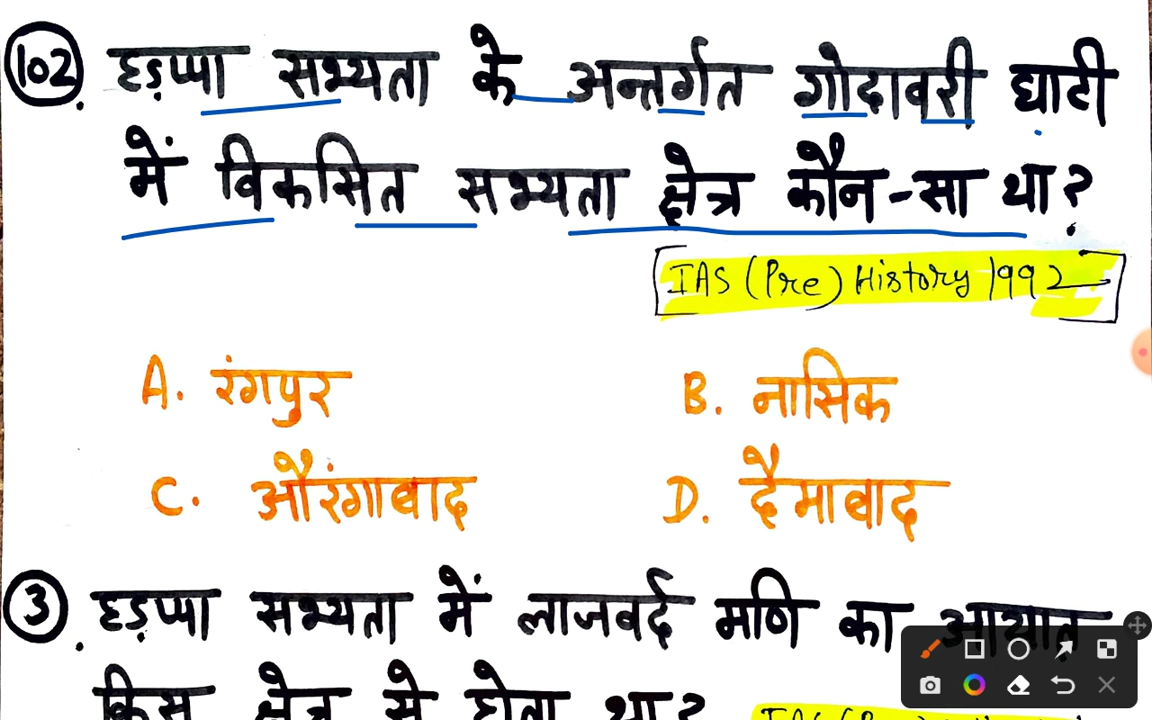 102. हड़प्पा सभ्यता के अन्तर्गत गोदावरी घाटी
में विकसित सभ्यता क्षेत्र कौन-सा था?
IAS (Pre) History 1992
A. रंगपुर
B. नासिक
C. औरंगाबाद
D. दैमाबाद
3. हड़प्पा सभ्यता में लाजवर्द मणि का आयात
किस क्षेत्र से होता था?